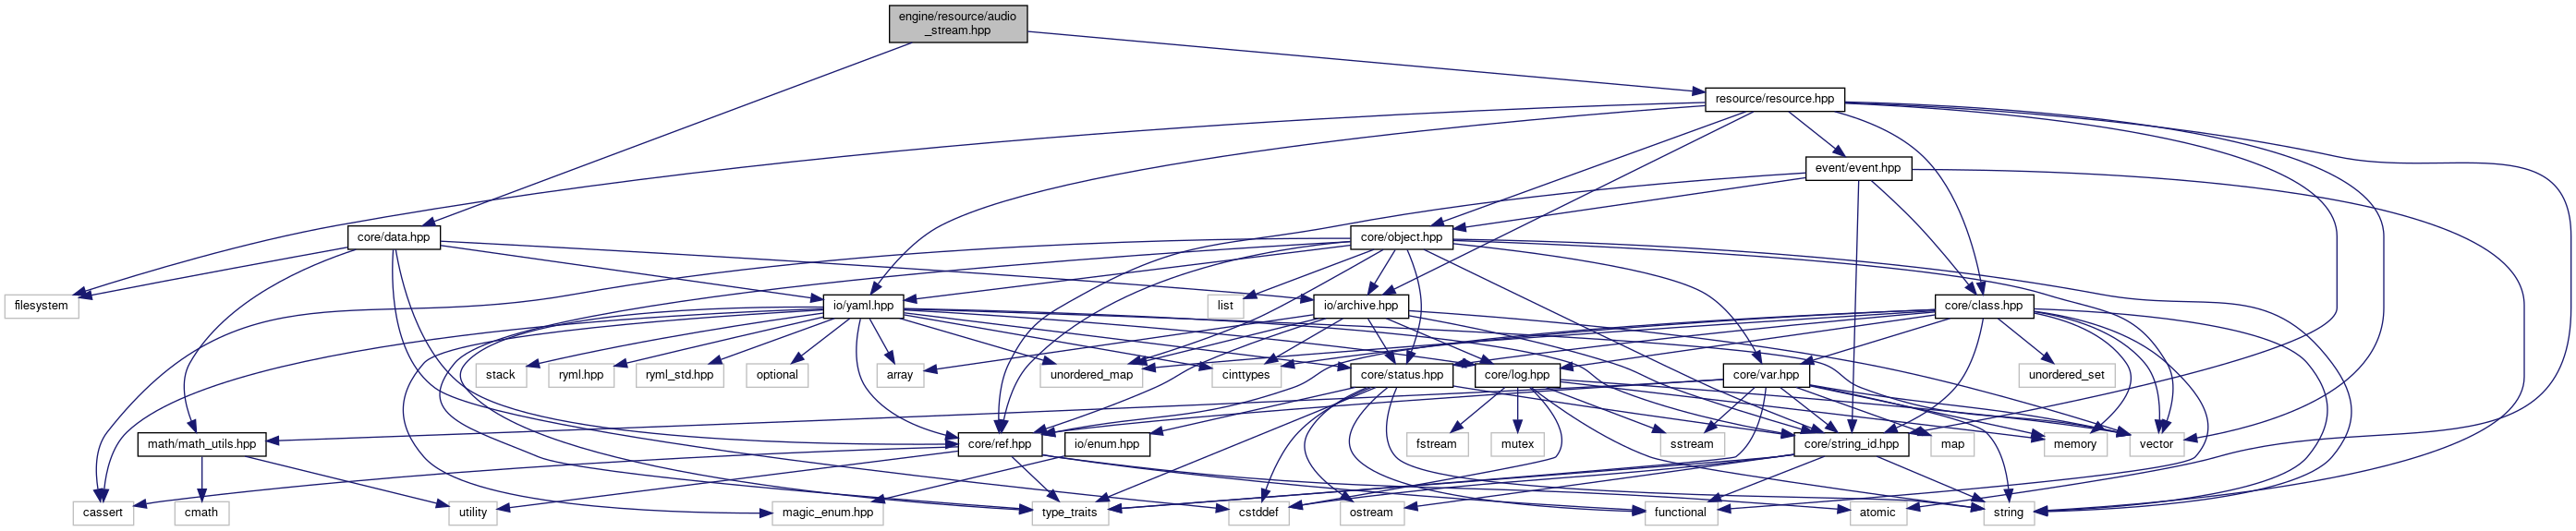 engine/resource/audio
_stream.hpp
resource/resource.hpp
event/event.hpp
core/data.hpp
core/object.hpp
filesystem
io/yaml.hpp
list
io/archive.hpp
core/class.hpp
stack
ryml.hpp
ryml_std.hpp
optional
array
unordered_map
cinttypes
core/status.hpp
core/log.hpp
core/var.hpp
unordered_set
math/math_utils.hpp
core/ref.hpp
io/enum.hpp
fstream
mutex
sstream
core/string_id.hpp
map
memory
vector
cassert
cmath
utility
magic_enum.hpp
type_traits
cstddef
ostream
functional
atomic
string